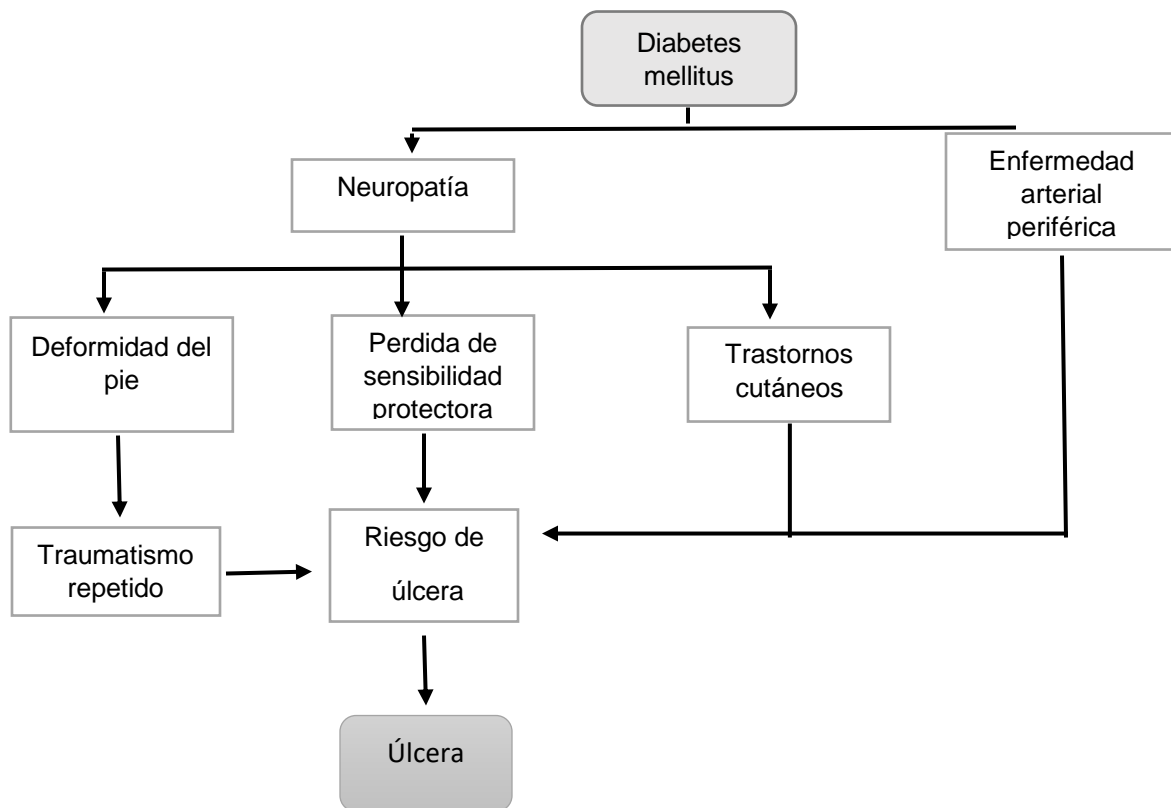 Diabetes
mellitus
Neuropatía
Enfermedad
arterial
periférica
Deformidad del
pie
Perdida de
sensibilidad
protectora
Trastornos
cutáneos
Traumatismo
repetido
Riesgo de
úlcera
Úlcera